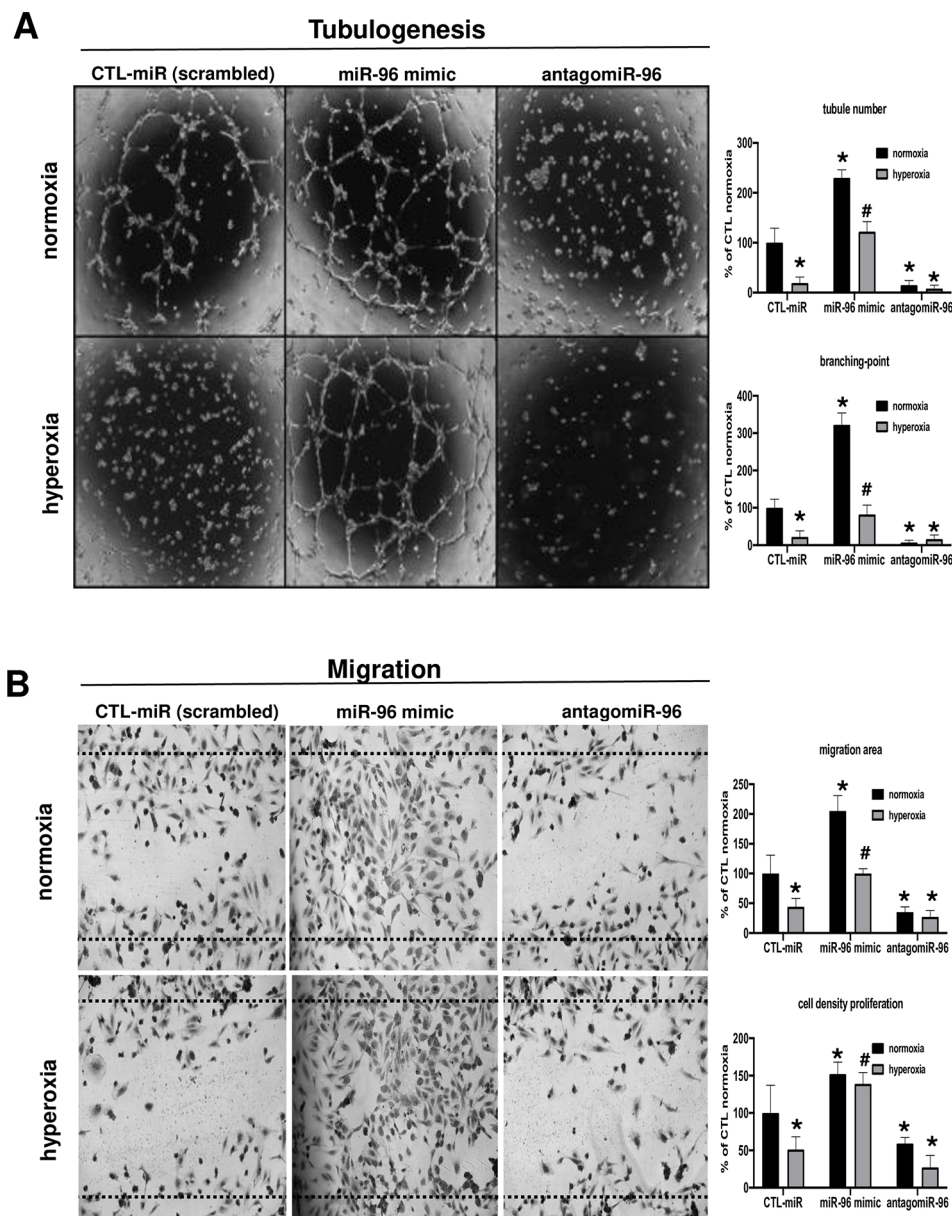 A
Tubulogenesis
CTL-miR (scrambled) miR-96 mimic antagomiR-96
normoxia
hyperoxia
tubule number
% of CTL normoxia
300
200
100
0
normoxia
hyperoxia
* * # * *
CTL-miR miR-96 mimic antagomiR-96
branching-point
% of CTL normoxia
400
300
200
100
0
normoxia
hyperoxia
* * # * *
CTL-miR miR-96 mimic antagomiR-96
B
Migration
CTL-miR (scrambled) miR-96 mimic antagomiR-96
normoxia
hyperoxia
migration area
% of CTL normoxia
250
200
150
100
50
0
normoxia
hyperoxia
* * # * *
CTL-miR miR-96 mimic antagomiR-96
cell density proliferation
% of CTL normoxia
200
150
100
50
0
normoxia
hyperoxia
* * # * *
CTL-miR miR-96 mimic antagomiR-96